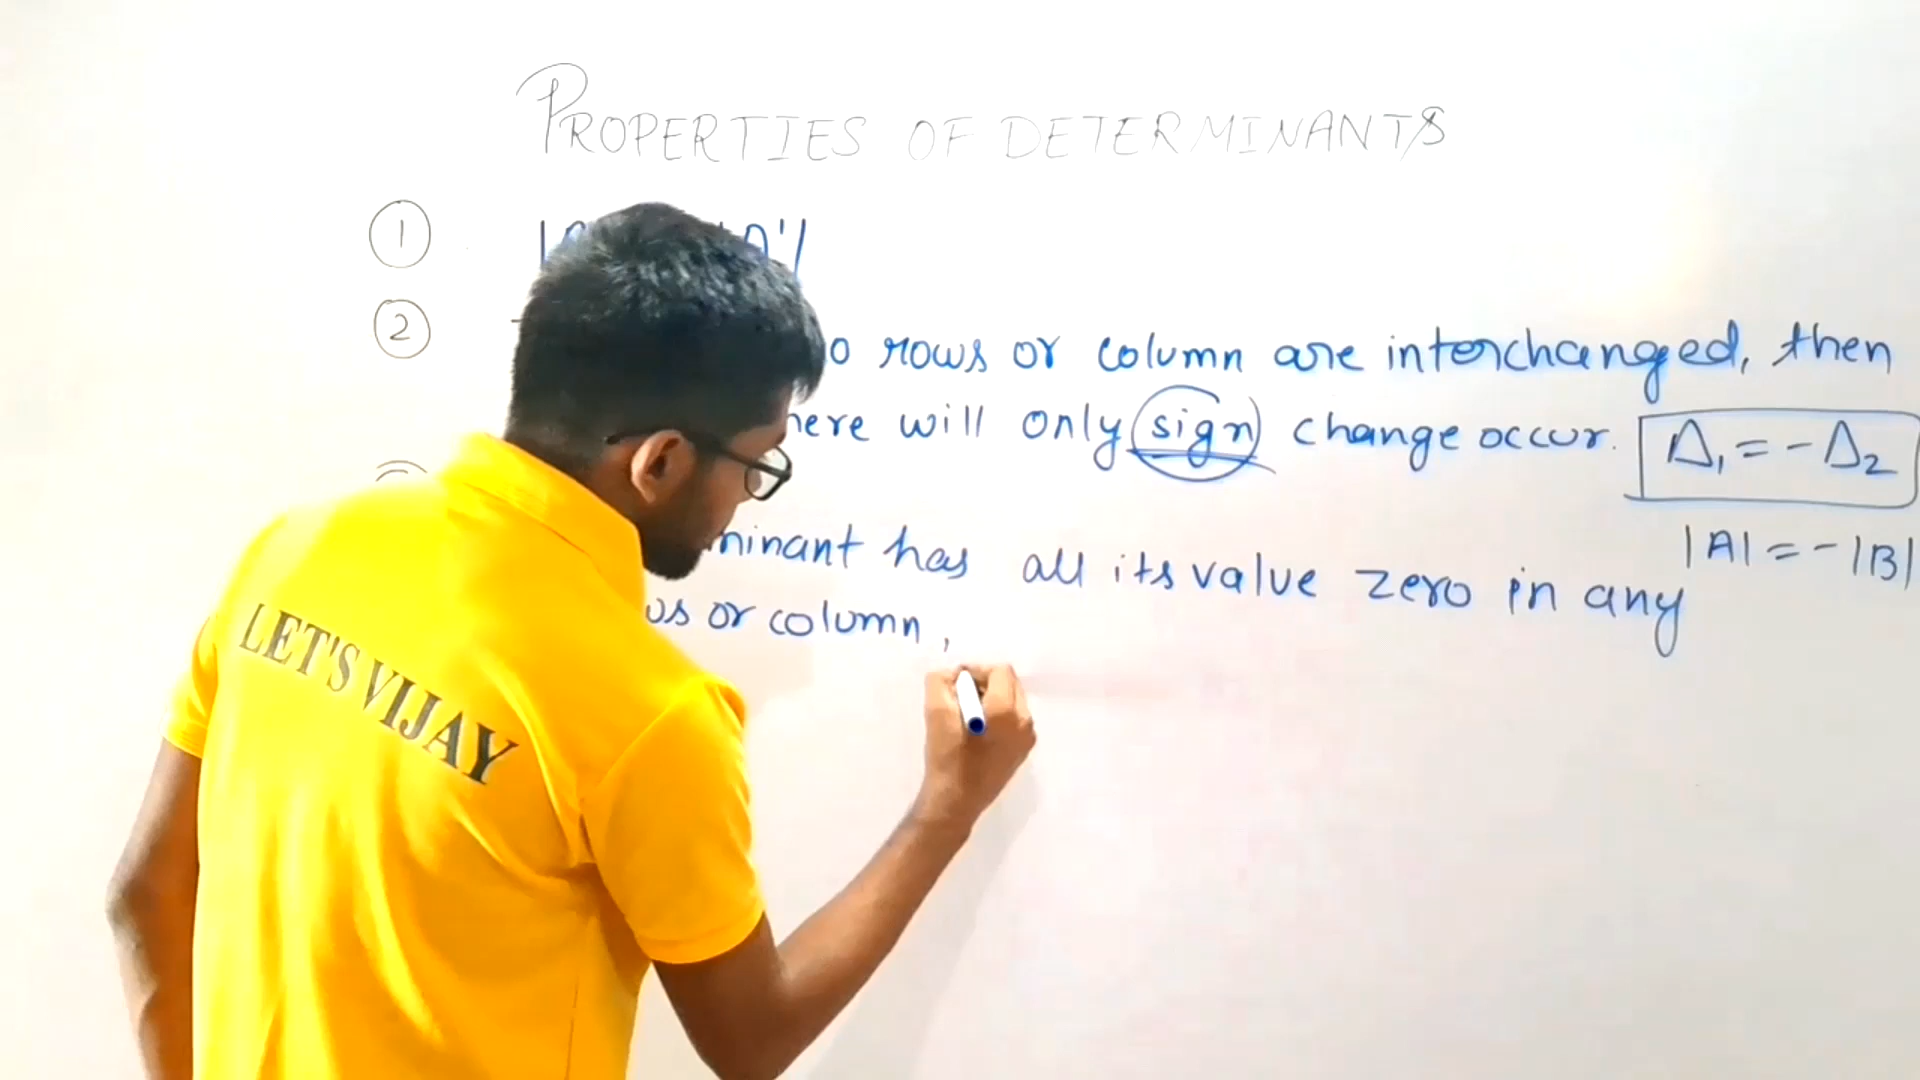 PROPERTIES OF DETERMINANTS
1
A'|
2
rows or column are interchanged, then
here will only sign change occur. Δ₁ = -Δ₂
|A| = -|B|
minant has all its value zero in any
or column,
LET'S VIJAY